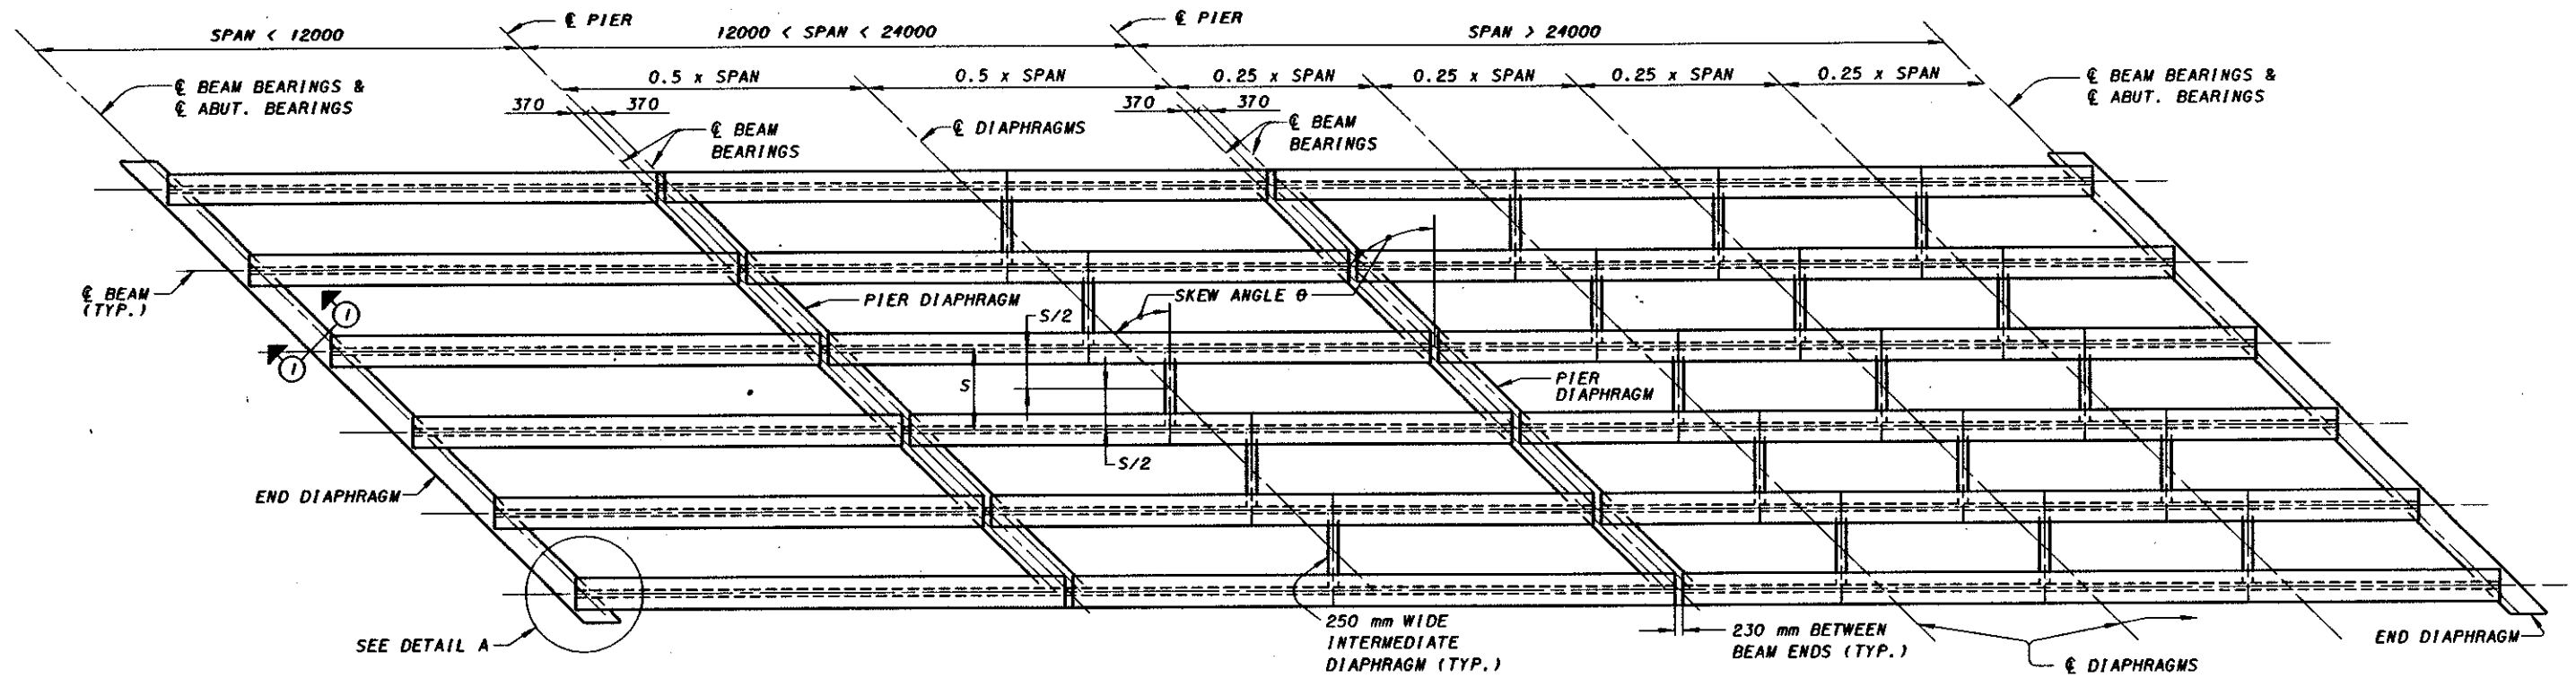 ℄ PIER
℄ PIER
SPAN < 12000
12000 < SPAN < 24000
SPAN > 24000
0.5 x SPAN
0.5 x SPAN
0.25 x SPAN
0.25 x SPAN
0.25 x SPAN
0.25 x SPAN
℄ BEAM BEARINGS &
℄ ABUT. BEARINGS
℄ BEAM BEARINGS &
℄ ABUT. BEARINGS
370
370
370
370
℄ BEAM
BEARINGS
℄ DIAPHRAGMS
℄ BEAM
BEARINGS
℄ BEAM
(TYP.)
PIER DIAPHRAGM
SKEW ANGLE θ
1
1
S/2
S
S/2
PIER
DIAPHRAGM
END DIAPHRAGM
SEE DETAIL A
250 mm WIDE
INTERMEDIATE
DIAPHRAGM (TYP.)
230 mm BETWEEN
BEAM ENDS (TYP.)
℄ DIAPHRAGMS
END DIAPHRAGM